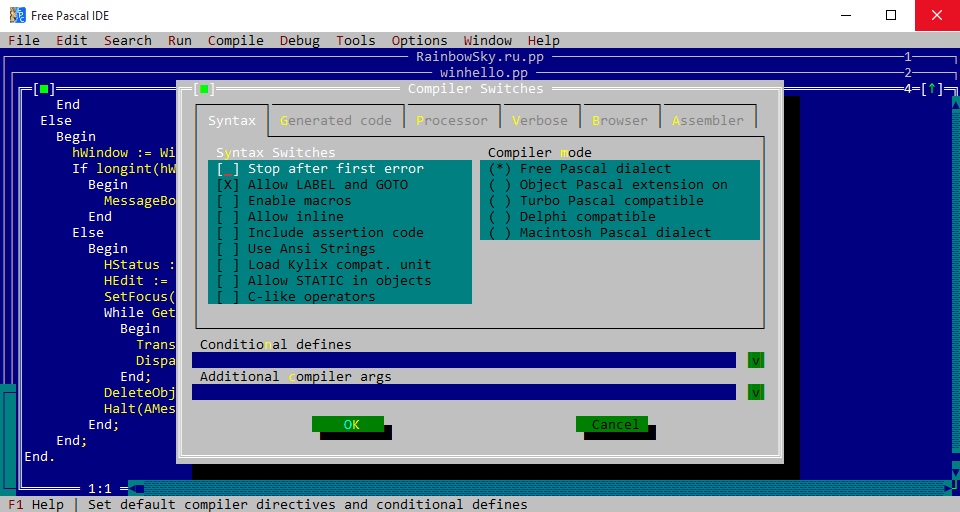 Free Pascal IDE
File Edit Search Run Compile Debug Tools Options Window Help
RainbowSky.ru.pp 1
winhello.pp 2
Compiler Switches 4=[↑]
End
Else
Begin
hWindow := Wi
If longint(hW
Begin
MessageBo
End
Else
Begin
HStatus :
HEdit :=
SetFocus(
While Get
Begin
Trans
Dispa
End;
DeleteObj
Halt(AMes
End;
End;
End.
1:1
Syntax Generated code Processor Verbose Browser Assembler
Syntax Switches
[ ] Stop after first error
[X] Allow LABEL and GOTO
[ ] Enable macros
[ ] Allow inline
[ ] Include assertion code
[ ] Use Ansi Strings
[ ] Load Kylix compat. unit
[ ] Allow STATIC in objects
[ ] C-like operators
Compiler mode
(*) Free Pascal dialect
( ) Object Pascal extension on
( ) Turbo Pascal compatible
( ) Delphi compatible
( ) Macintosh Pascal dialect
Conditional defines
v
Additional compiler args
v
OK Cancel
F1 Help | Set default compiler directives and conditional defines